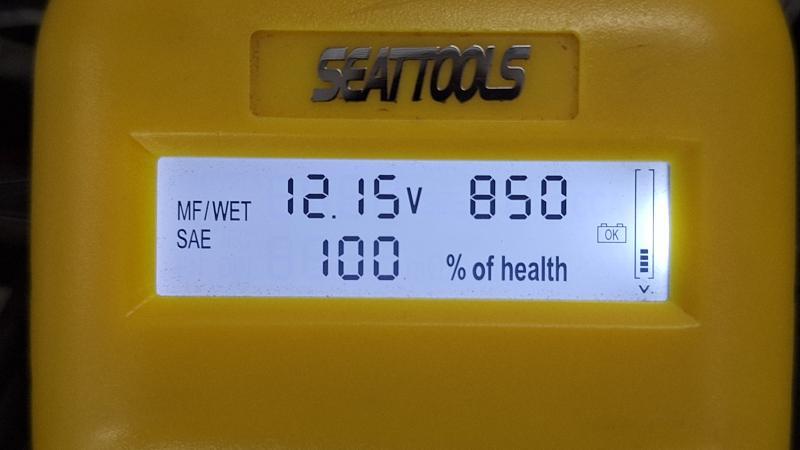 SEATTOOLS
MF/WET 12.15V 850
SAE
OK
100 % of health